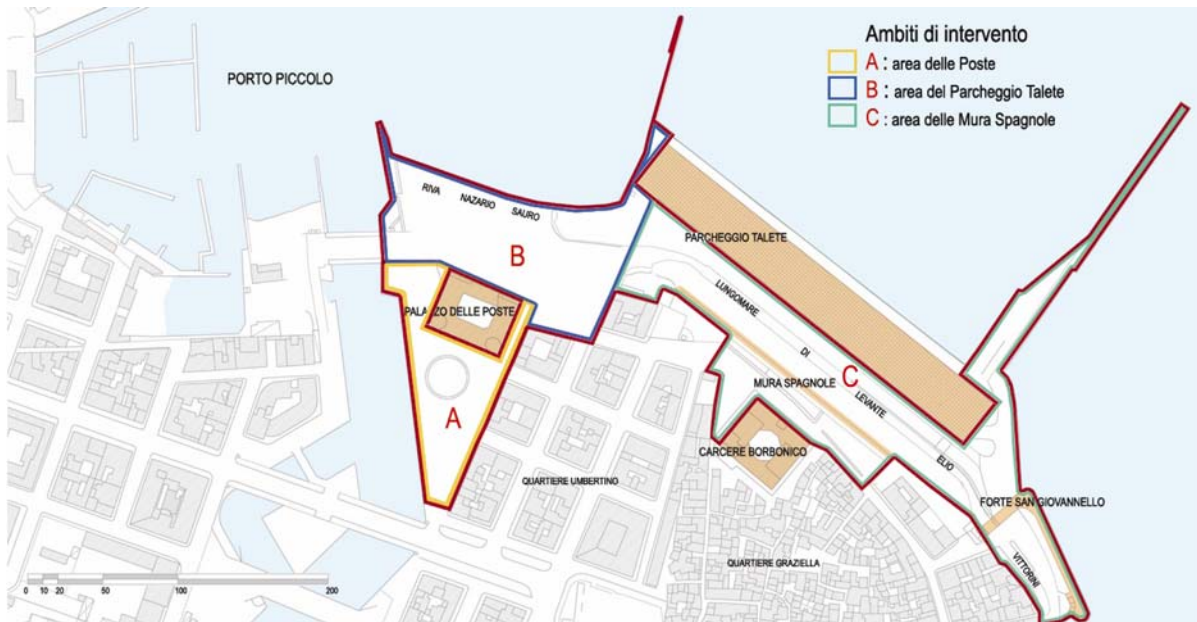 Ambiti di intervento
A : area delle Poste
B : area del Parcheggio Talete
C : area delle Mura Spagnole
PORTO PICCOLO
RIVA NAZARIO SAURO
B
PARCHEGGIO TALETE
PALAZZO DELLE POSTE
LUNGOMARE DI LEVANTE ELIO VITTORINI
MURA SPAGNOLE
C
A
CARCERE BORBONICO
QUARTIERE UMBERTINO
FORTE SAN GIOVANNELLO
QUARTIERE GRAZIELLA
0 10 20 50 100 200